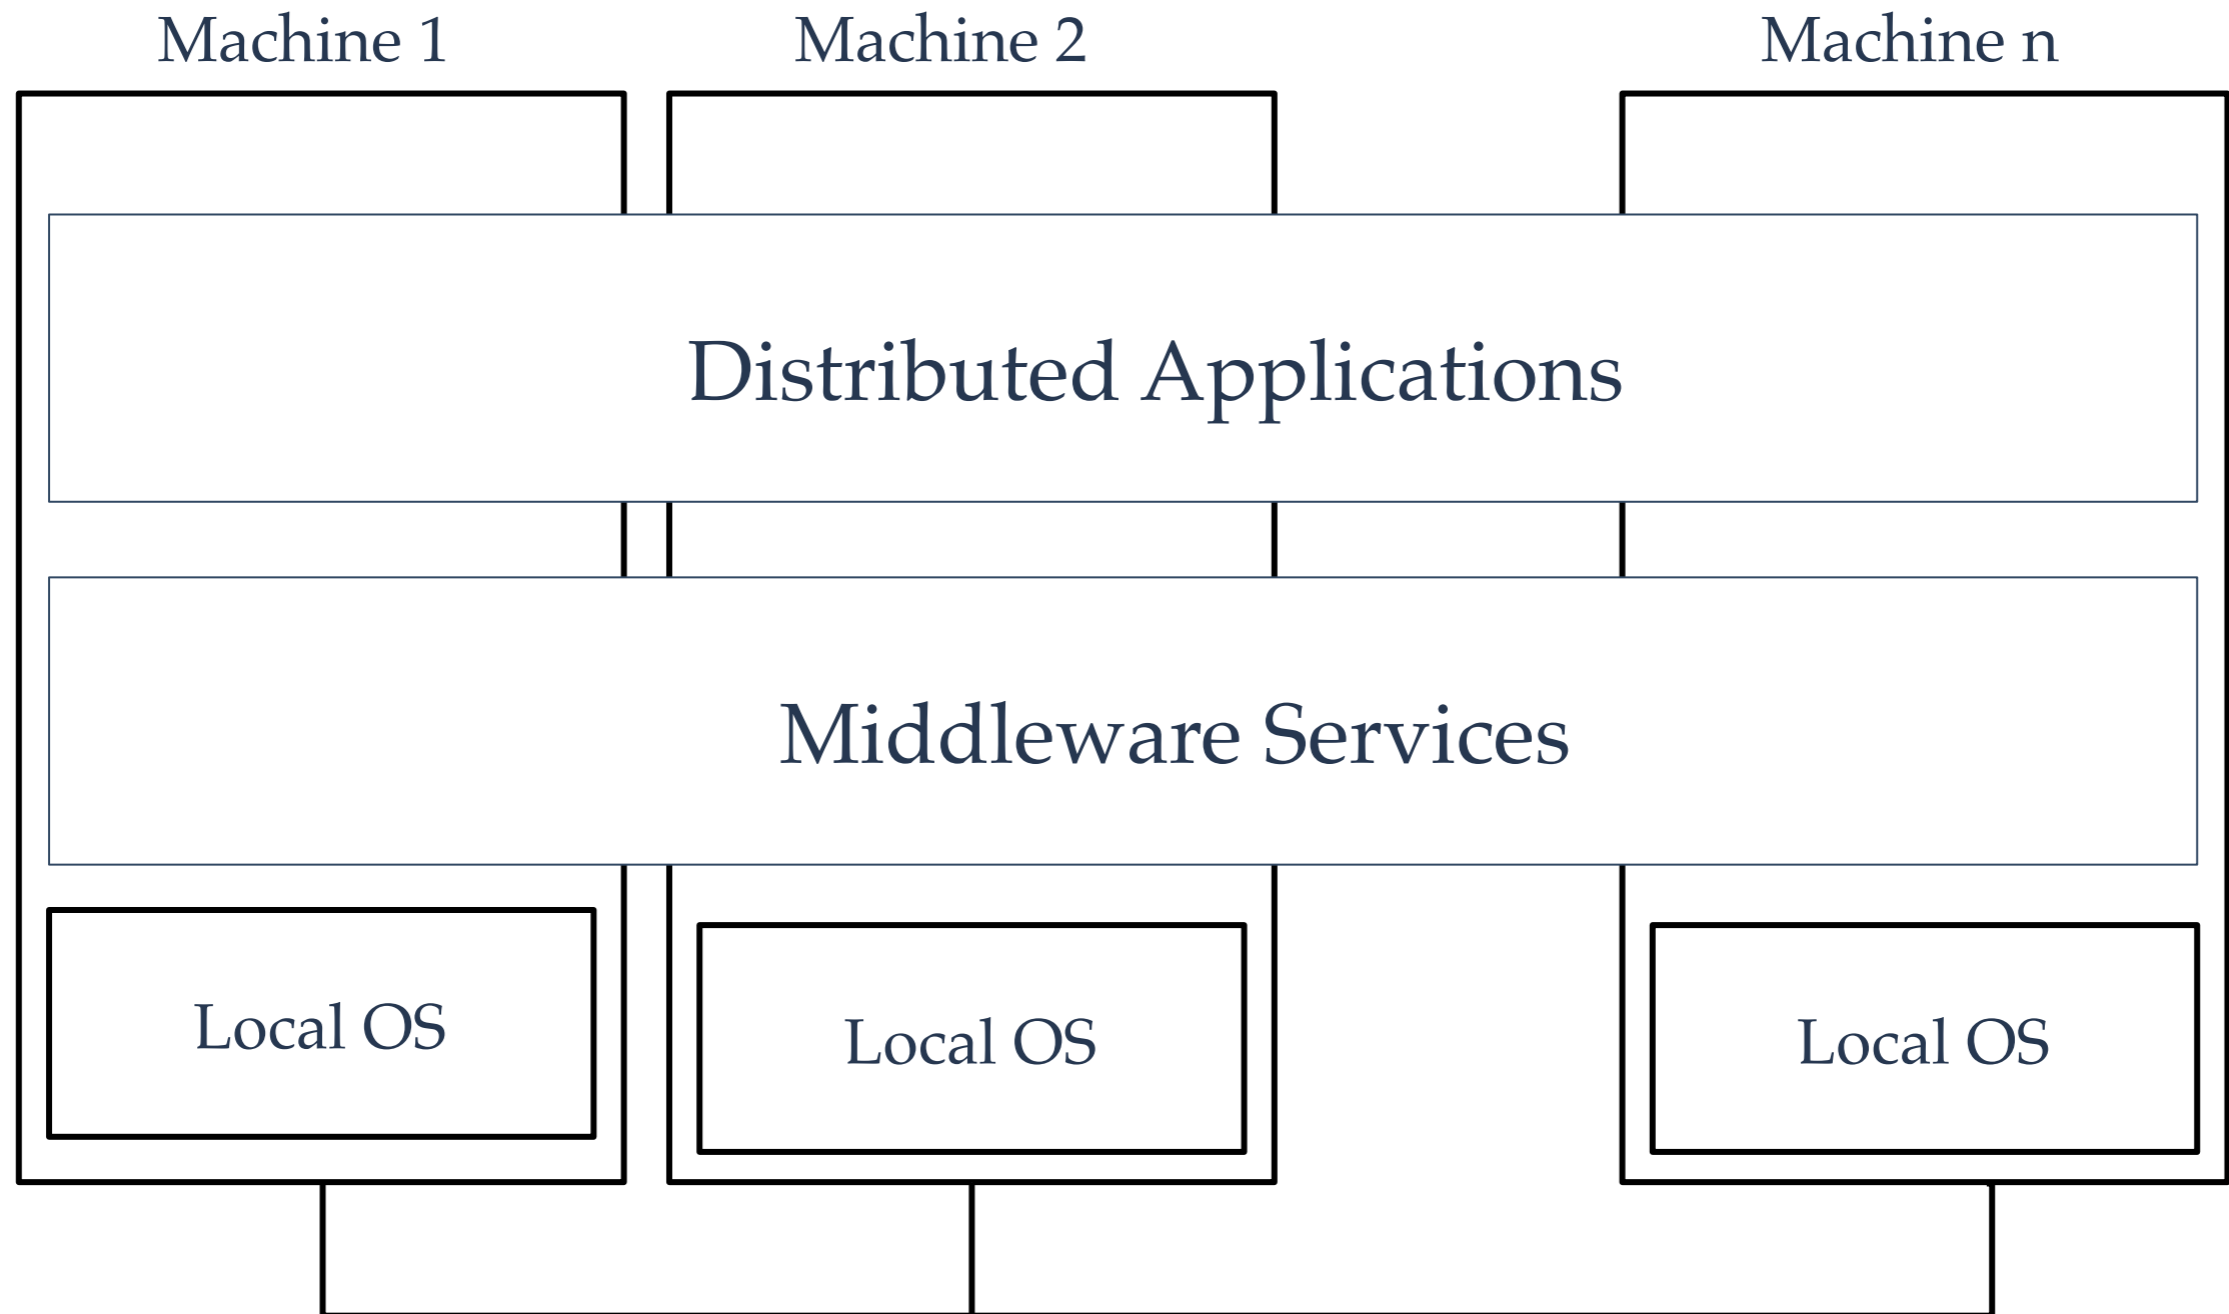 Machine 1
Machine 2
Machine n
Distributed Applications
Middleware Services
Local OS
Local OS
Local OS